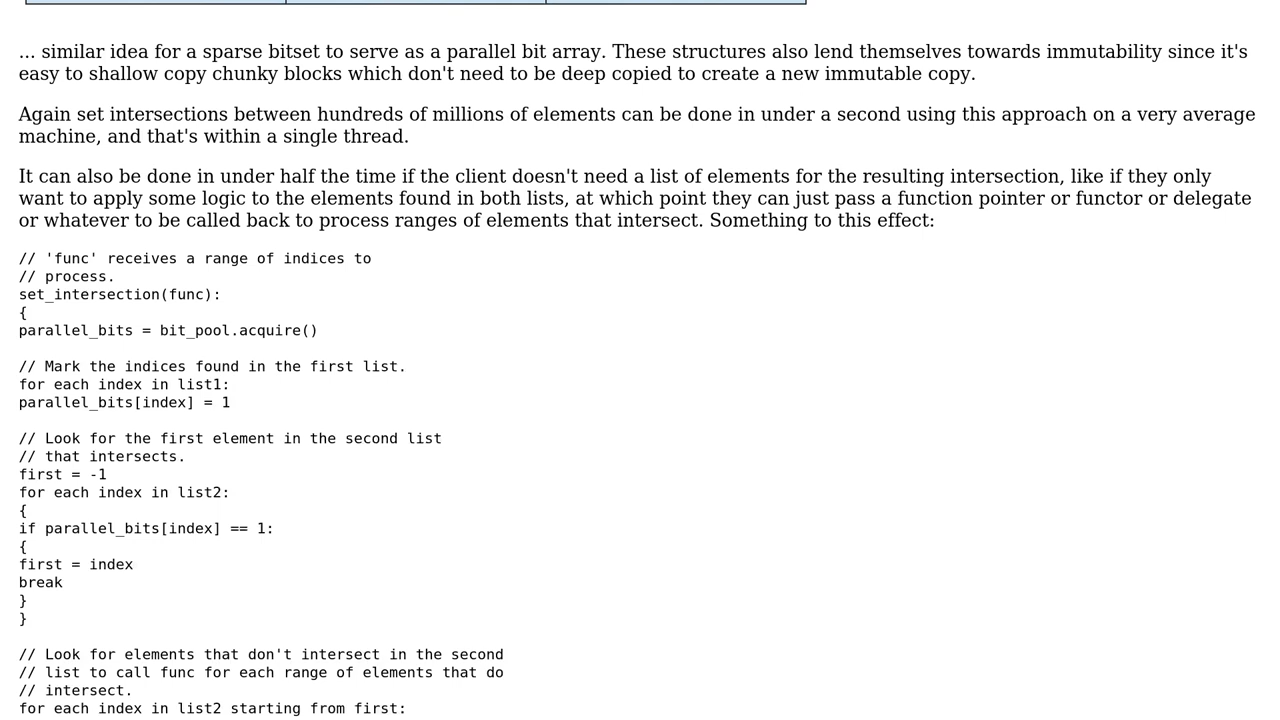 ... similar idea for a sparse bitset to serve as a parallel bit array. These structures also lend themselves towards immutability since it's
easy to shallow copy chunky blocks which don't need to be deep copied to create a new immutable copy.
Again set intersections between hundreds of millions of elements can be done in under a second using this approach on a very average
machine, and that's within a single thread.
It can also be done in under half the time if the client doesn't need a list of elements for the resulting intersection, like if they only
want to apply some logic to the elements found in both lists, at which point they can just pass a function pointer or functor or delegate
or whatever to be called back to process ranges of elements that intersect. Something to this effect:
// 'func' receives a range of indices to
// process.
set_intersection(func):
{
parallel_bits = bit_pool.acquire()
// Mark the indices found in the first list.
for each index in list1:
parallel_bits[index] = 1
// Look for the first element in the second list
// that intersects.
first = -1
for each index in list2:
{
if parallel_bits[index] == 1:
{
first = index
break
}
}
// Look for elements that don't intersect in the second
// list to call func for each range of elements that do
// intersect.
for each index in list2 starting from first: